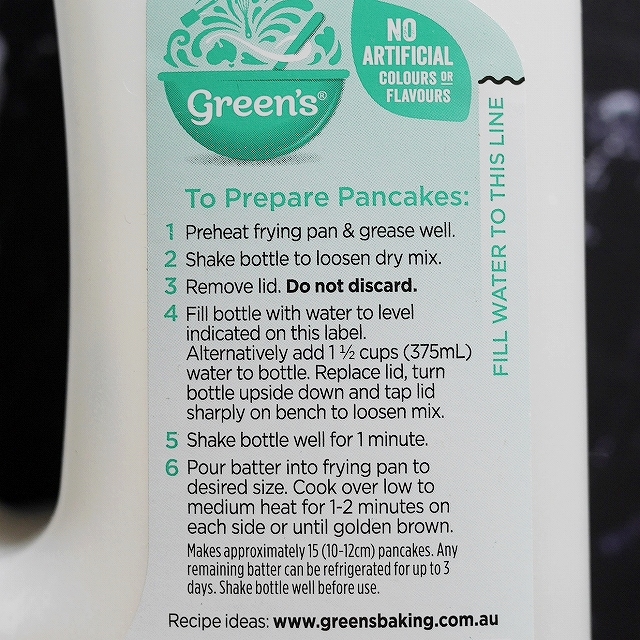 Green's®
NO
ARTIFICIAL
COLOURS OR
FLAVOURS
FILL WATER TO THIS LINE
To Prepare Pancakes:
1 Preheat frying pan & grease well.
2 Shake bottle to loosen dry mix.
3 Remove lid. Do not discard.
4 Fill bottle with water to level
indicated on this label.
Alternatively add 1 ½ cups (375mL)
water to bottle. Replace lid, turn
bottle upside down and tap lid
sharply on bench to loosen mix.
5 Shake bottle well for 1 minute.
6 Pour batter into frying pan to
desired size. Cook over low to
medium heat for 1-2 minutes on
each side or until golden brown.
Makes approximately 15 (10-12cm) pancakes. Any
remaining batter can be refrigerated for up to 3
days. Shake bottle well before use.
Recipe ideas: www.greensbaking.com.au